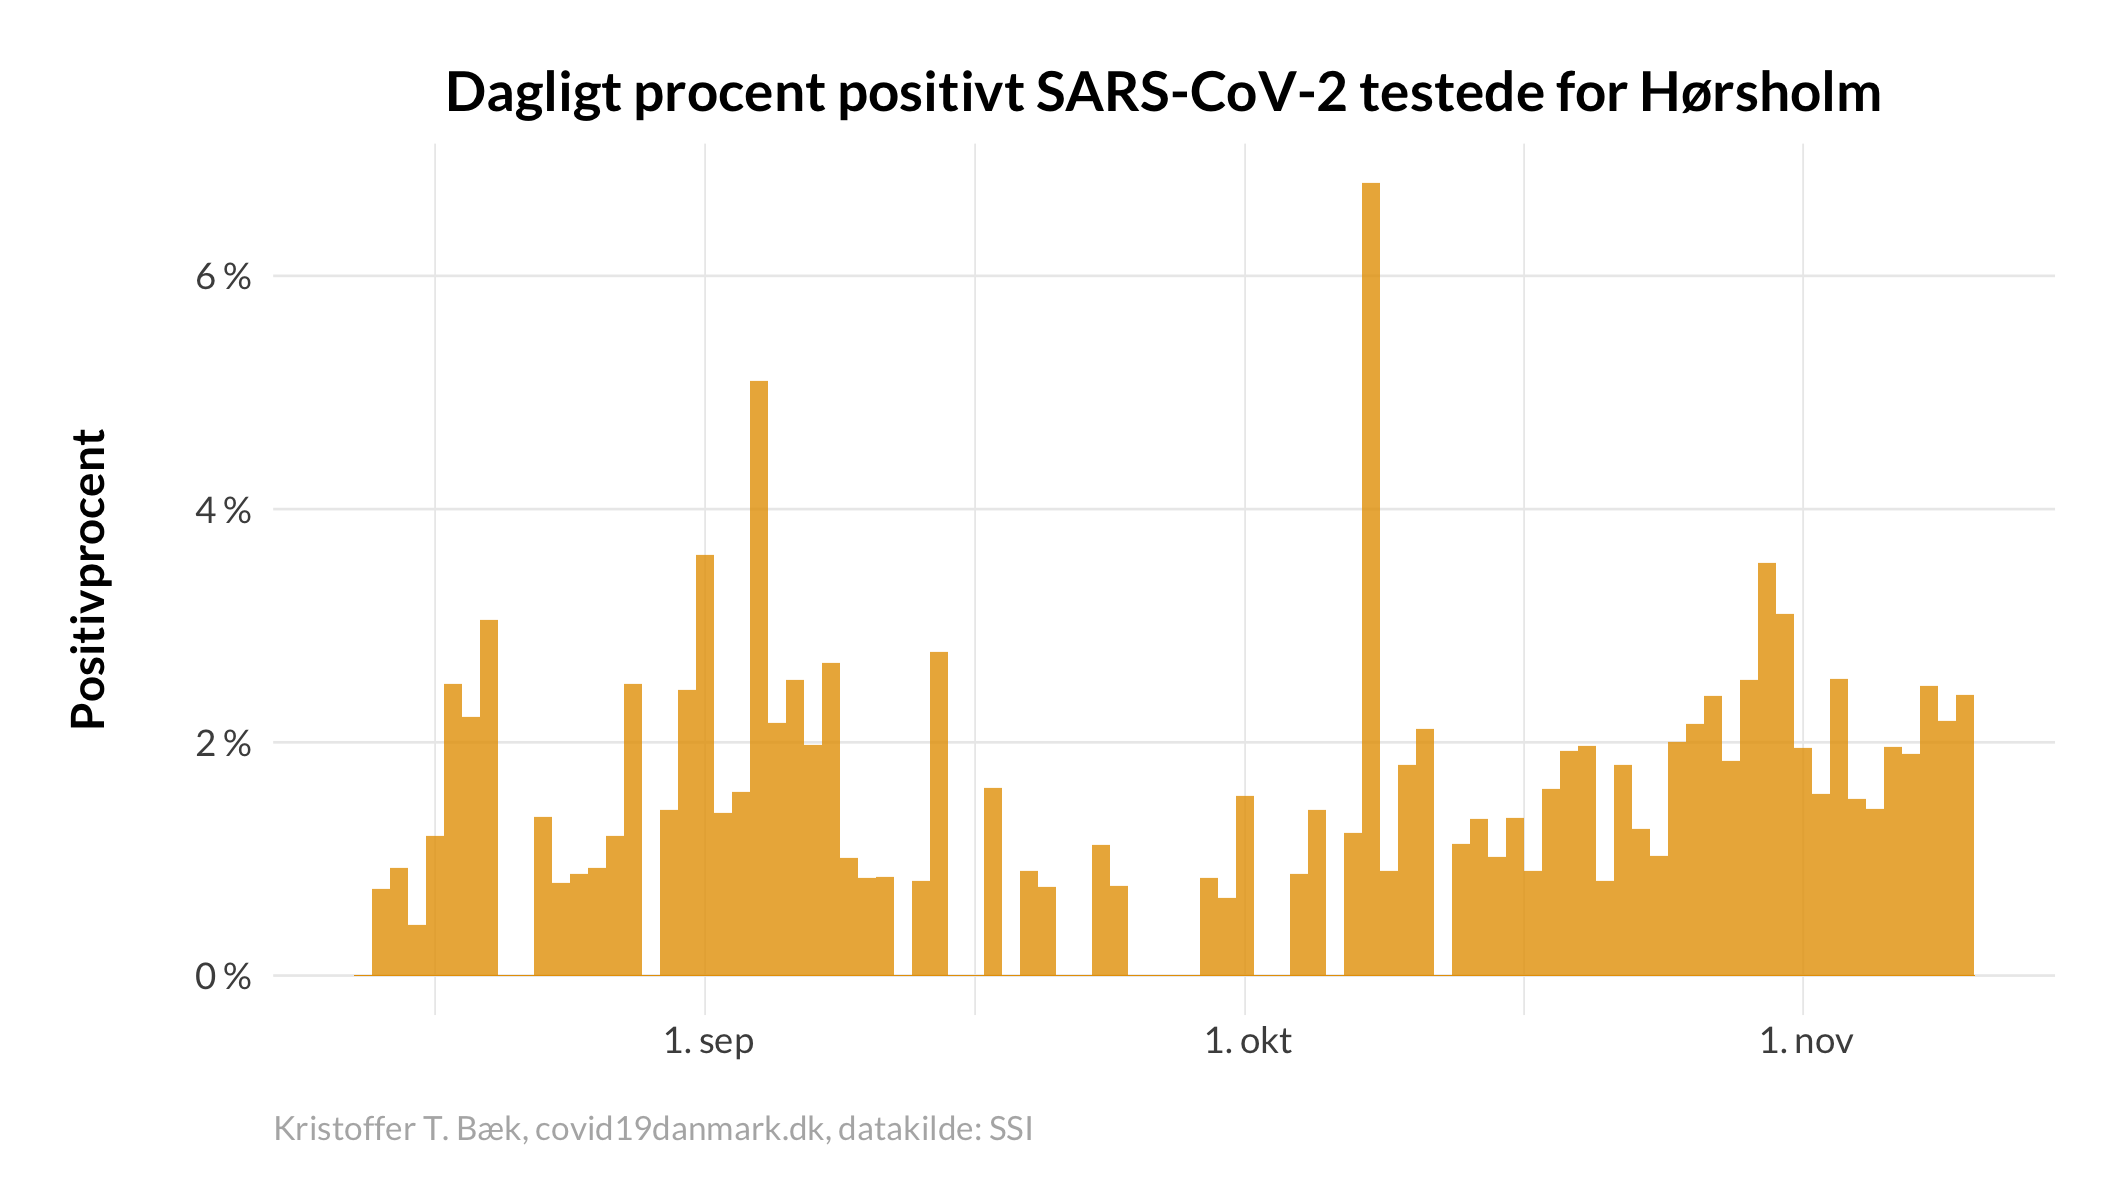 Dagligt procent positivt SARS-CoV-2 testede for Hørsholm
Positivprocent
6 %
4 %
2 %
0 %
1. sep
1. okt
1. nov
Kristoffer T. Bæk, covid19danmark.dk, datakilde: SSI